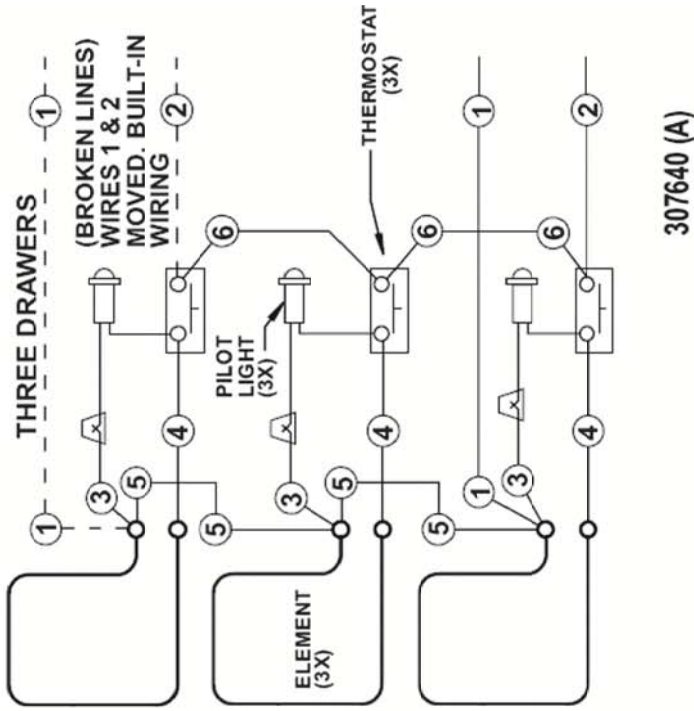 THREE DRAWERS
(BROKEN LINES)
WIRES 1 & 2
MOVED. BUILT-IN
WIRING
1
1
2
3
5
4
6
PILOT
LIGHT
(3X)
THERMOSTAT
(3X)
5
3
5
4
6
6
ELEMENT
(3X)
5
1
1
3
4
6
2
307640 (A)